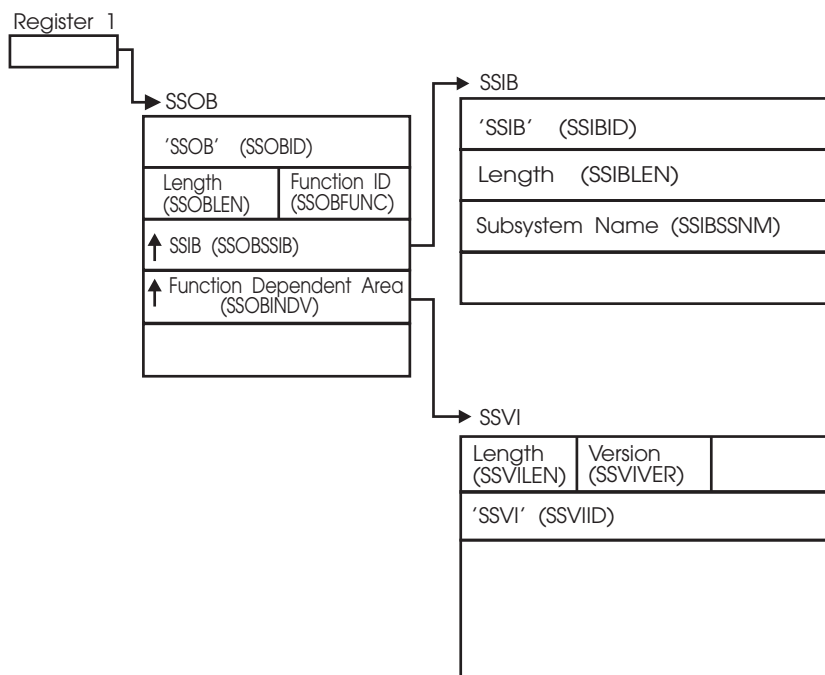 Register 1
SSOB
'SSOB' (SSOBID)
Length
(SSOBLEN)
Function ID
(SSOBFUNC)
SSIB (SSOBSSIB)
Function Dependent Area
(SSOBINDV)
SSIB
'SSIB' (SSIBID)
Length (SSIBLEN)
Subsystem Name (SSIBSSNM)
SSVI
Length
(SSVILEN)
Version
(SSVIVER)
'SSVI' (SSVIID)